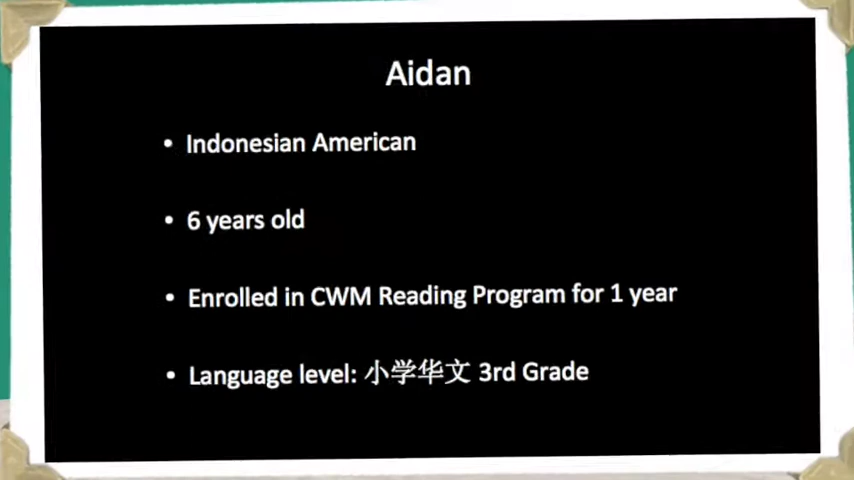 Aidan
• Indonesian American
• 6 years old
• Enrolled in CWM Reading Program for 1 year
• Language level: 小学华文 3rd Grade